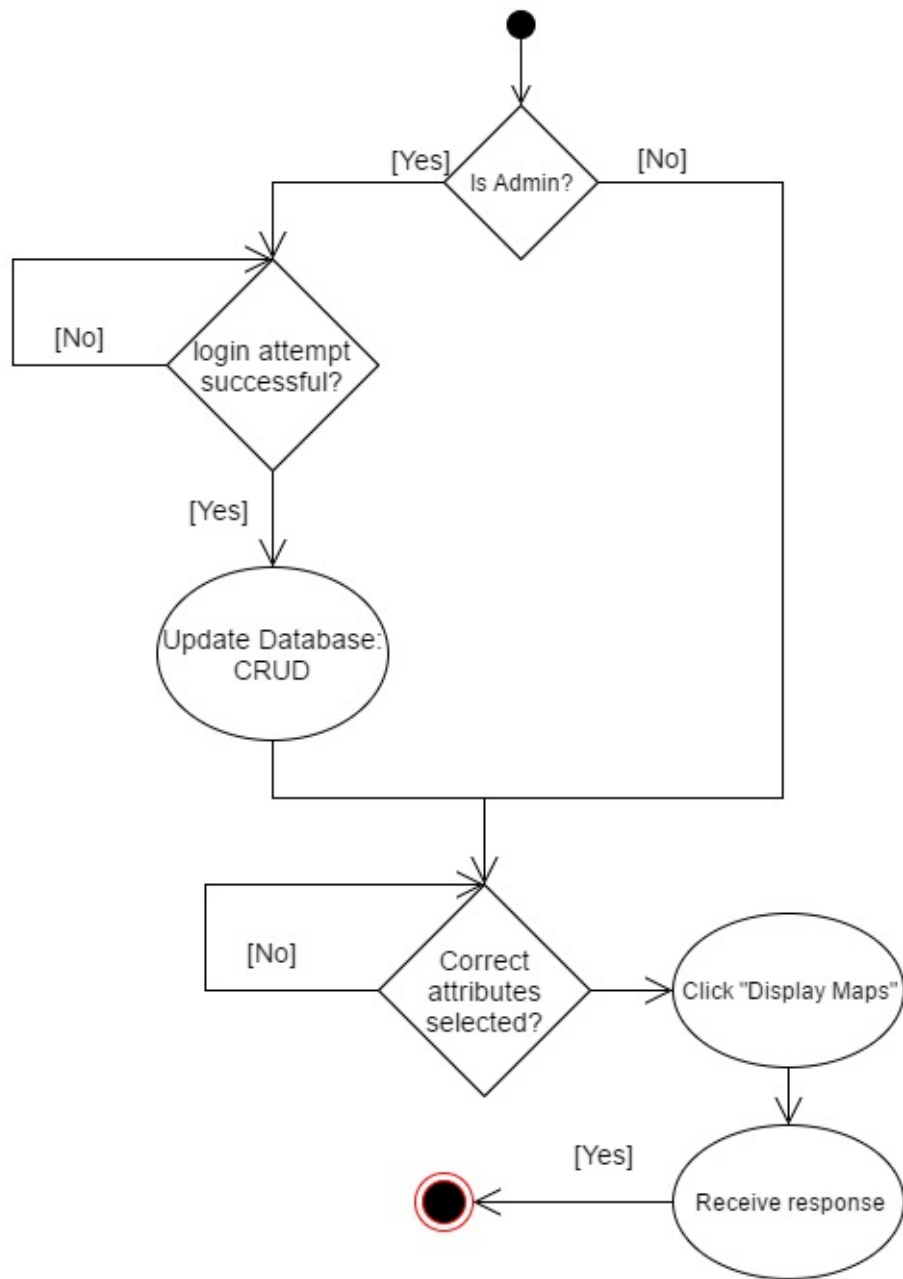 [Yes]
Is Admin?
[No]
[No]
login attempt
successful?
[Yes]
Update Database:
CRUD
[No]
Correct
attributes
selected?
Click "Display Maps"
[Yes]
Receive response